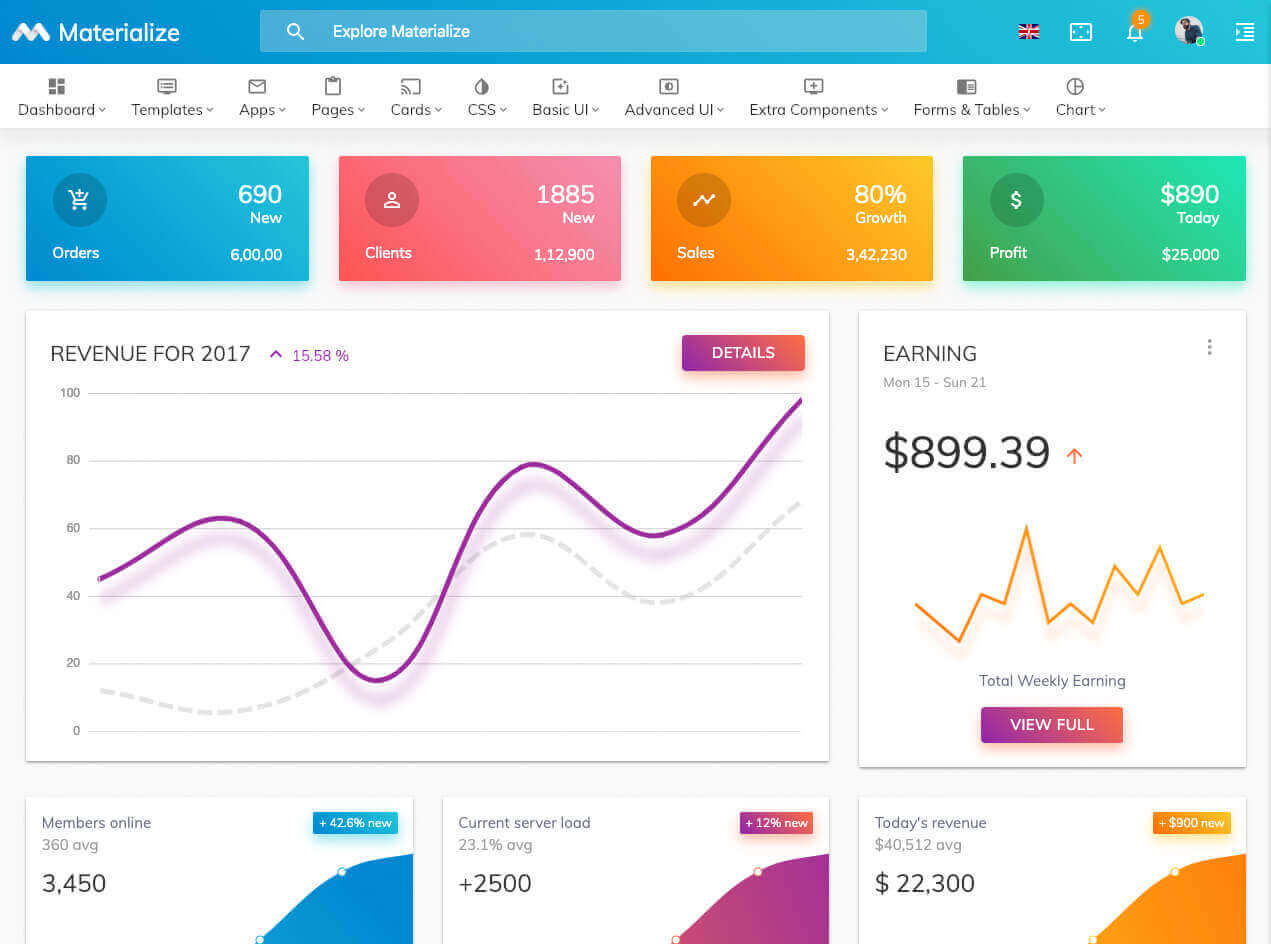 Materialize
Explore Materialize
5
Dashboard
Templates
Apps
Pages
Cards
CSS
Basic UI
Advanced UI
Extra Components
Forms & Tables
Chart
690
New
Orders
6,00,00
1885
New
Clients
1,12,900
80%
Growth
Sales
3,42,230
$
$890
Today
Profit
$25,000
REVENUE FOR 2017
15.58 %
DETAILS
100
80
60
40
20
0
EARNING
Mon 15 - Sun 21
$899.39
Total Weekly Earning
VIEW FULL
Members online
+ 42.6% new
360 avg
3,450
Current server load
+ 12% new
23.1% avg
+2500
Today's revenue
+ $900 new
$40,512 avg
$ 22,300